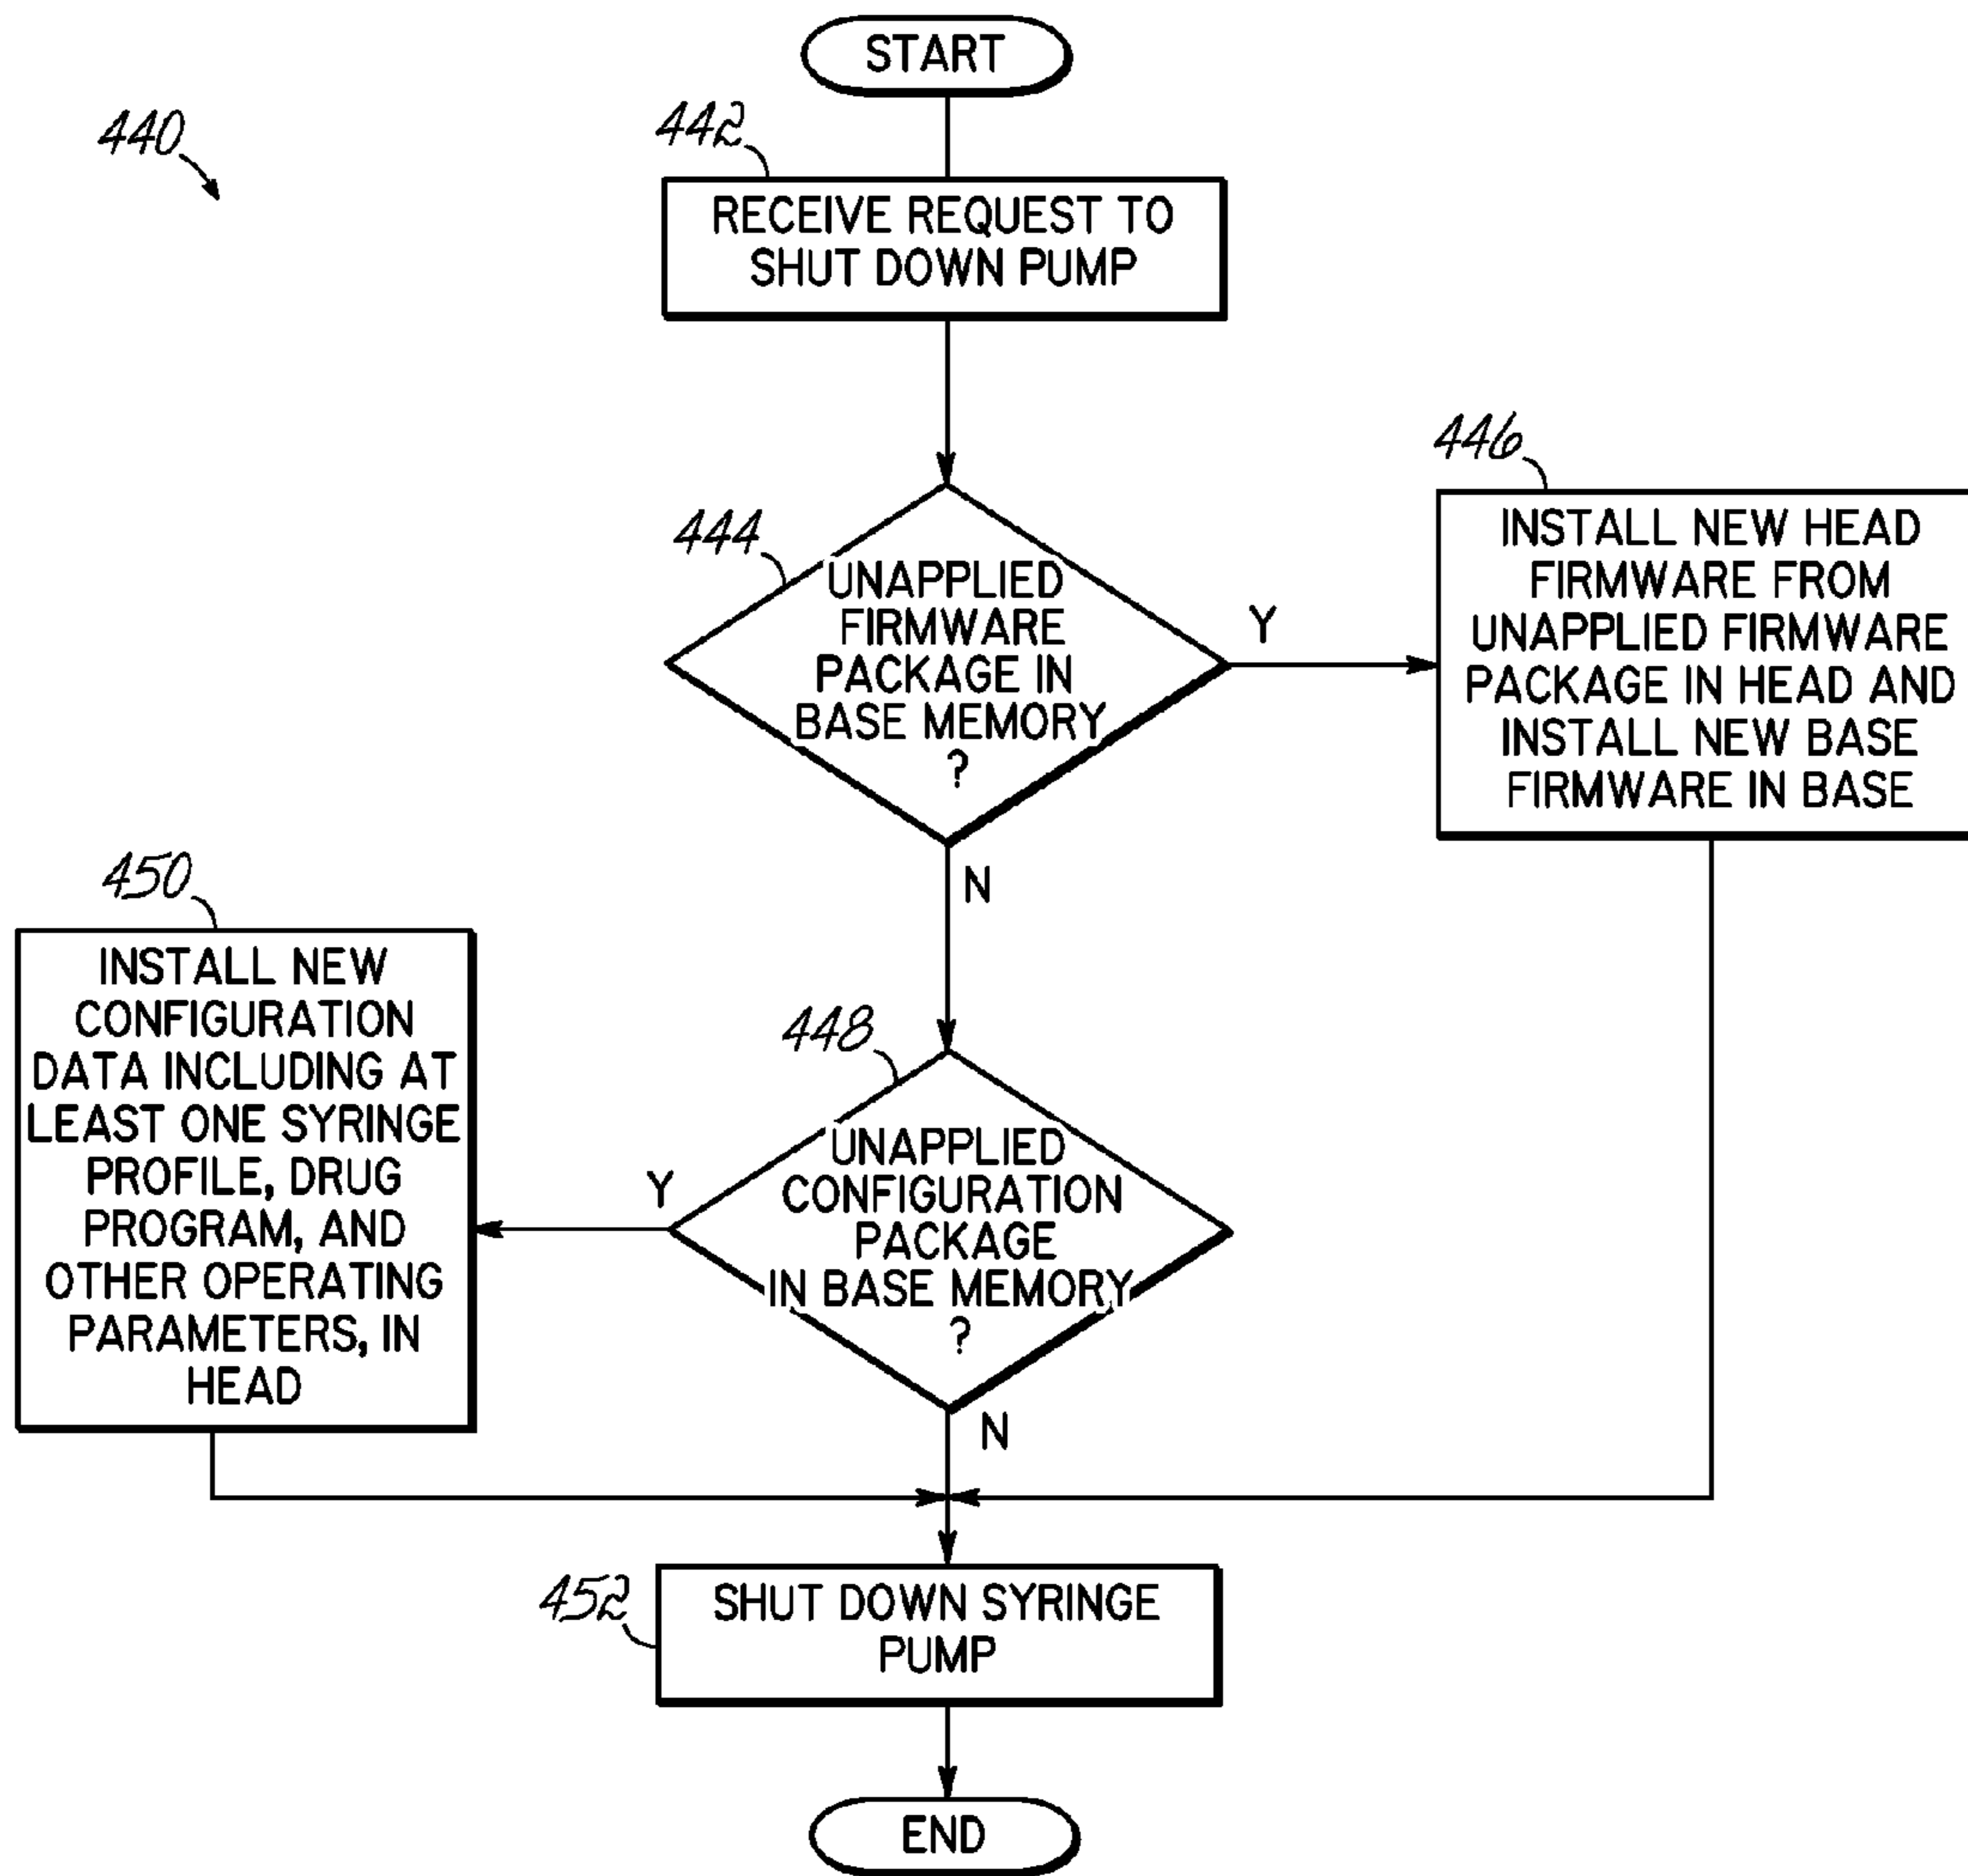 START
440
442
RECEIVE REQUEST TO
SHUT DOWN PUMP
444
UNAPPLIED
FIRMWARE
PACKAGE IN
BASE MEMORY
?
Y
446
INSTALL NEW HEAD
FIRMWARE FROM
UNAPPLIED FIRMWARE
PACKAGE IN HEAD AND
INSTALL NEW BASE
FIRMWARE IN BASE
N
450
INSTALL NEW
CONFIGURATION
DATA INCLUDING AT
LEAST ONE SYRINGE
PROFILE, DRUG
PROGRAM, AND
OTHER OPERATING
PARAMETERS, IN
HEAD
448
UNAPPLIED
CONFIGURATION
PACKAGE
IN BASE MEMORY
?
Y
N
452
SHUT DOWN SYRINGE
PUMP
END